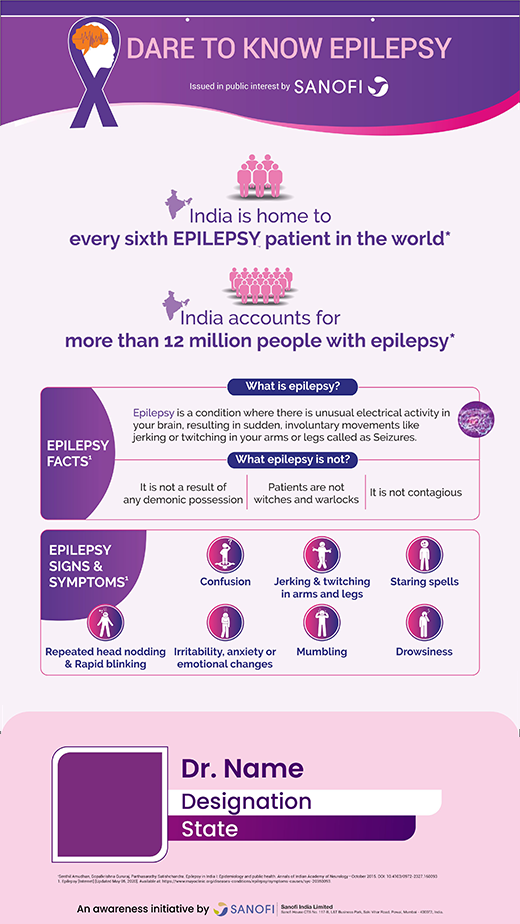 DARE TO KNOW EPILEPSY
Issued in public interest by SANOFI
India is home to
every sixth EPILEPSY patient in the world*
India accounts for
more than 12 million people with epilepsy*
EPILEPSY
FACTS¹
What is epilepsy?
Epilepsy is a condition where there is unusual electrical activity in
your brain, resulting in sudden, involuntary movements like
jerking or twitching in your arms or legs called as Seizures.
What epilepsy is not?
It is not a result of
any demonic possession
Patients are not
witches and warlocks
It is not contagious
EPILEPSY
SIGNS &
SYMPTOMS¹
Confusion
Jerking & twitching
in arms and legs
Staring spells
Repeated head nodding
& Rapid blinking
Irritability, anxiety or
emotional changes
Mumbling
Drowsiness
Dr. Name
Designation
State
An awareness initiative by SANOFI
Sanofi India Limited